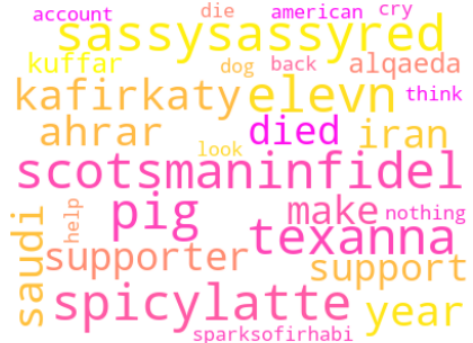 account die american cry
sassysassyred
kuffar dog back alqaeda
kafirkaty elevn think
ahrar died iran
look
scotsmaninfidel
pig make nothing
saudi help texanna
supporter support
spicylatte year
sparksofirhabi